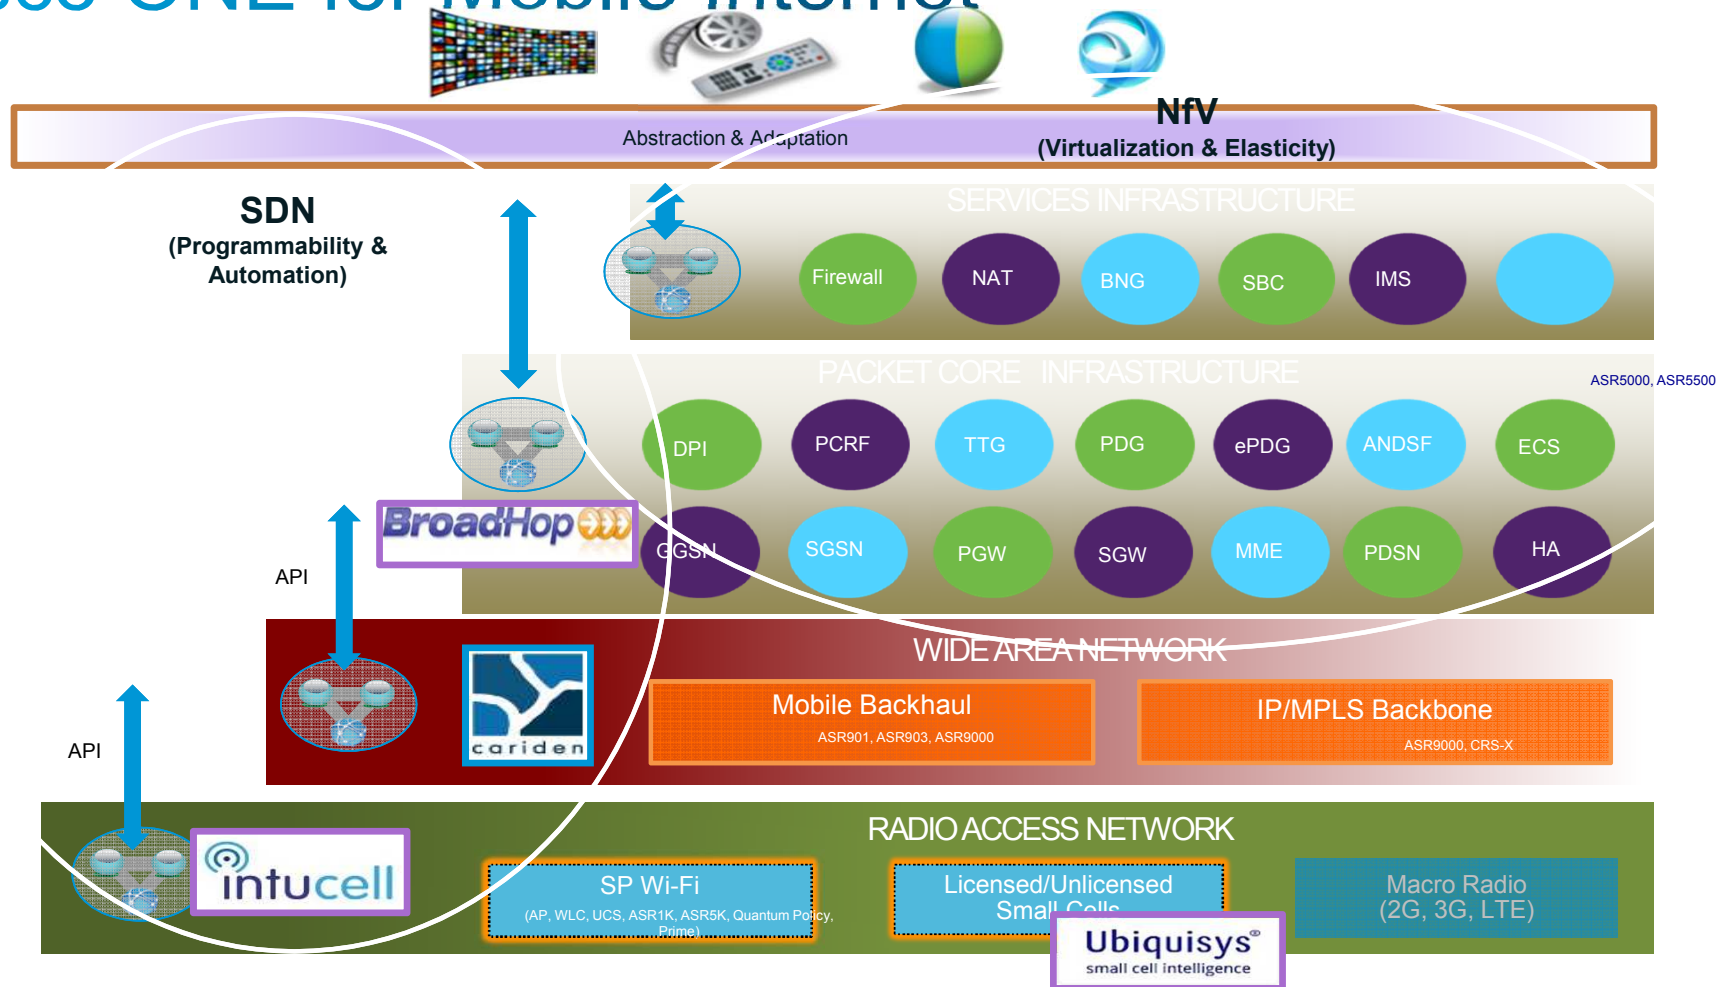 ONE for Mobile Internet
NfV
Abstraction & Adaptation
(Virtualization & Elasticity)
SDN
(Programmability &
Automation)
SERVICES INFRASTRUCTURE
Firewall
NAT
BNG
SBC
IMS
PACKET CORE INFRASTRUCTURE
ASR5000, ASR5500
DPI
PCRF
TTG
PDG
ePDG
ANDSF
ECS
BroadHop
GGSN
SGSN
PGW
SGW
MME
PDSN
HA
API
WIDE AREA NETWORK
cariden
Mobile Backhaul
ASR901, ASR903, ASR9000
IP/MPLS Backbone
ASR9000, CRS-X
API
RADIO ACCESS NETWORK
intucell
SP Wi-Fi
(AP, WLC, UCS, ASR1K, ASR5K, Quantum Policy,
Prime)
Licensed/Unlicensed
Small Cells
Ubiquisys®
small cell intelligence
Macro Radio
(2G, 3G, LTE)